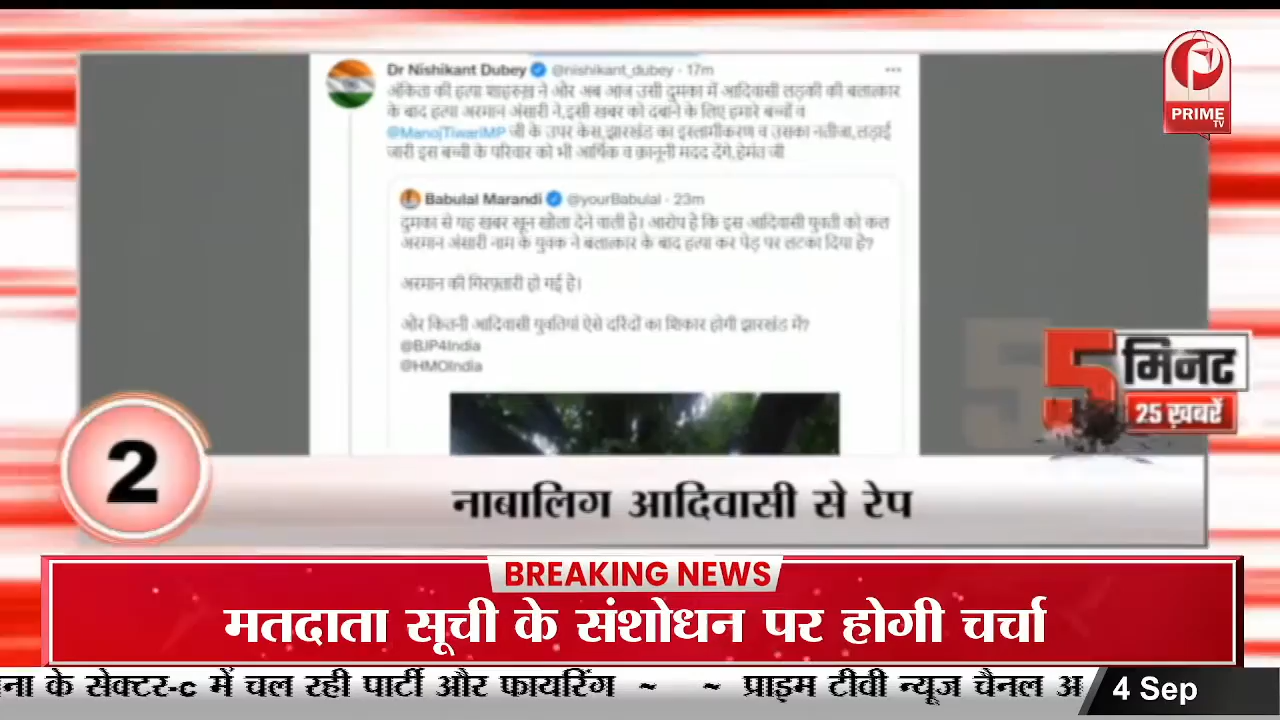 Dr Nishikant Dubey @nishikant_dubey · 17m
अंकिता की हत्या शाहरुख़ ने और अब आज उसी दुमका में आदिवासी लड़की की बलात्कार
के बाद हत्या अरमान अंसारी ने,इसी खबर को दबाने के लिए हमारे बच्चों व
@ManojTiwariMP जी के उपर केस,झारखंड का इस्लामीकरण व उसका नतीजा,लड़ाई
जारी इस बच्ची के परिवार को भी आर्थिक व क़ानूनी मदद देंगे,हेमंत जी
Babulal Marandi @yourBabulal · 23m
दुमका से यह खबर खून खौला देने वाली है। आरोप है कि इस आदिवासी युवती को कल
अरमान अंसारी नाम के युवक ने बलात्कार के बाद हत्या कर पेड़ पर लटका दिया है?
अरमान की गिरफ़्तारी हो गई है।
और कितनी आदिवासी युवतियां ऐसे दरिंदों का शिकार होगी झारखंड में?
@BJP4India
@HMOIndia
PRIME
TV
5 मिनट
25 ख़बरें
2
नाबालिग आदिवासी से रेप
BREAKING NEWS
मतदाता सूची के संशोधन पर होगी चर्चा
ना के सेक्टर-c में चल रही पार्टी और फायरिंग ~ ~ प्राइम टीवी न्यूज चैनल अ
4 Sep